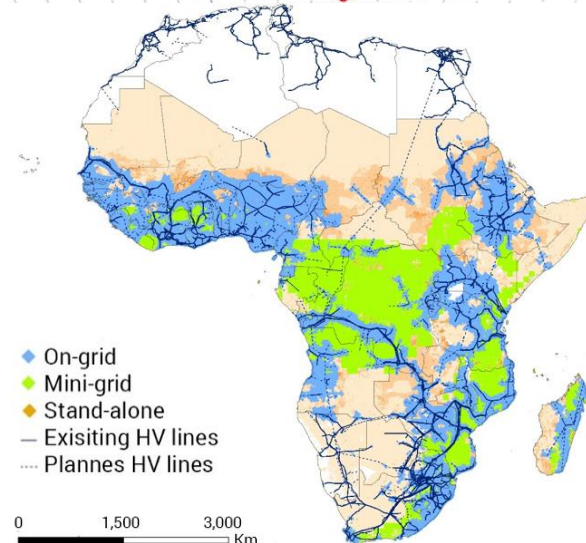 On-grid
Mini-grid
Stand-alone
Exisiting HV lines
Plannes HV lines
0 1,500 3,000
Km